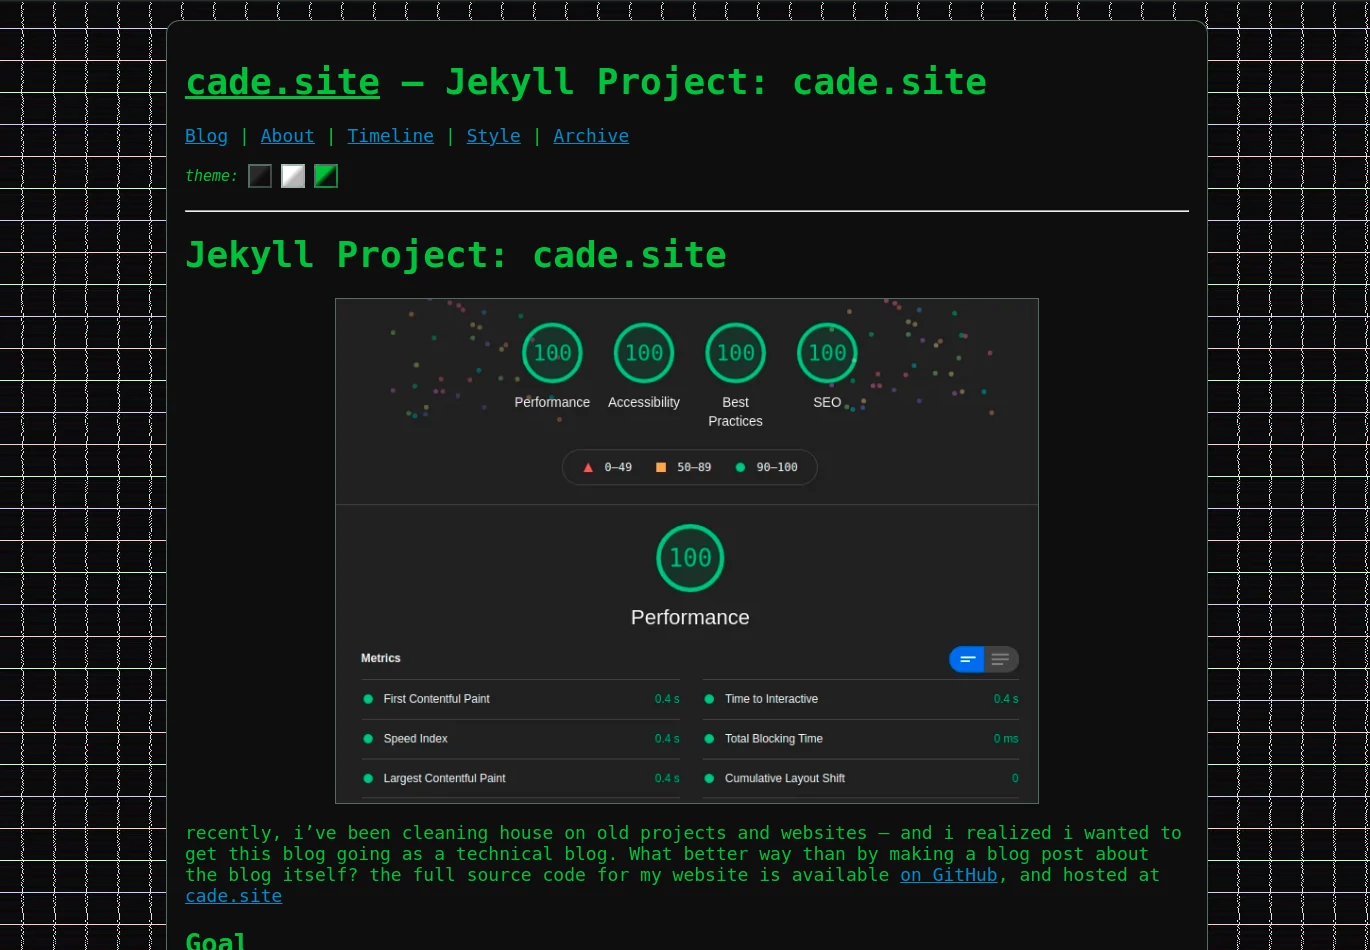 cade.site — Jekyll Project: cade.site
Blog | About | Timeline | Style | Archive
theme:
Jekyll Project: cade.site
100 100 100 100
Performance Accessibility Best Practices SEO
0–49 50–89 90–100
100
Performance
Metrics
First Contentful Paint 0.4 s Time to Interactive 0.4 s
Speed Index 0.4 s Total Blocking Time 0 ms
Largest Contentful Paint 0.4 s Cumulative Layout Shift 0
recently, i’ve been cleaning house on old projects and websites — and i realized i wanted to
get this blog going as a technical blog. What better way than by making a blog post about
the blog itself? the full source code for my website is available on GitHub, and hosted at
cade.site
Goal